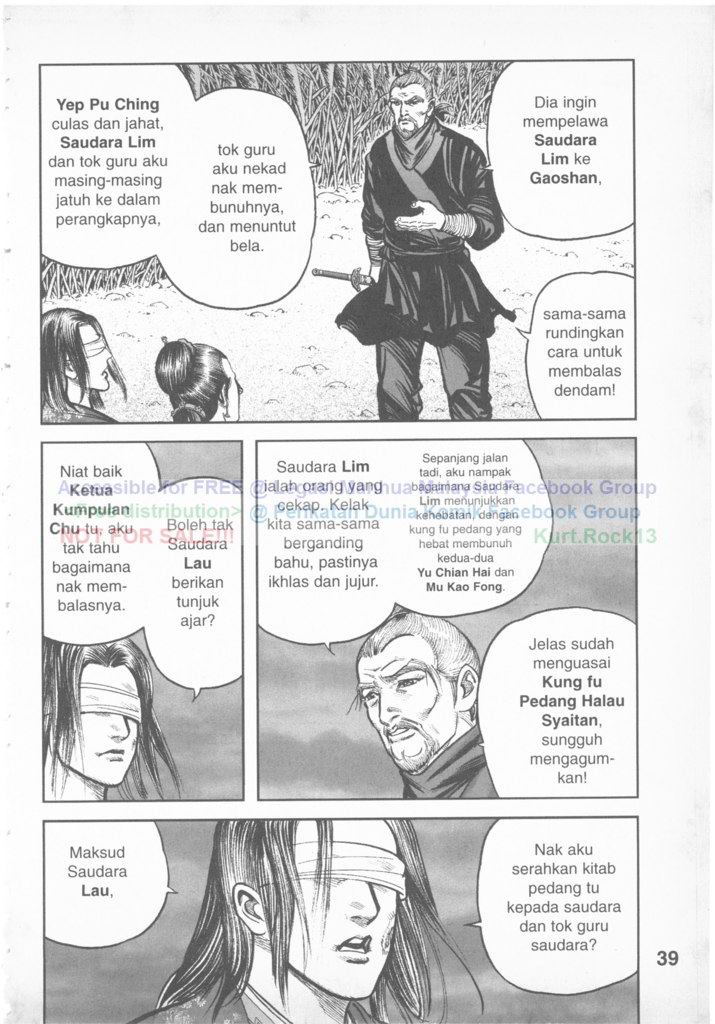 Yep Pu Ching
culas dan jahat,
Saudara Lim
dan tok guru aku
masing-masing
jatuh ke dalam
perangkapnya,
tok guru
aku nekad
nak mem-
bunuhnya,
dan menuntut
bela.
Dia ingin
mempelawa
Saudara
Lim ke
Gaoshan,
sama-sama
rundingkan
cara untuk
membalas
dendam!
Niat baik
Ketua
Kumpulan
Chu tu, aku
tak tahu
bagaimana
nak mem-
balasnya.
Boleh tak
Saudara
Lau
berikan
tunjuk
ajar?
Saudara Lim
ialah orang yang
cekap. Kelak
kita sama-sama
berganding
bahu, pastinya
ikhlas dan jujur.
Sepanjang jalan
tadi, aku nampak
bagaimana Saudara
Lim menunjukkan
kehebatan, dengan
kung fu pedang yang
hebat membunuh
kedua-dua
Yu Chian Hai dan
Mu Kao Fong.
Jelas sudah
menguasai
Kung fu
Pedang Halau
Syaitan,
sungguh
mengagum-
kan!
Maksud
Saudara
Lau,
Nak aku
serahkan kitab
pedang tu
kepada saudara
dan tok guru
saudara?
39
NOT FOR SALE!!!
Kurt.Rock13